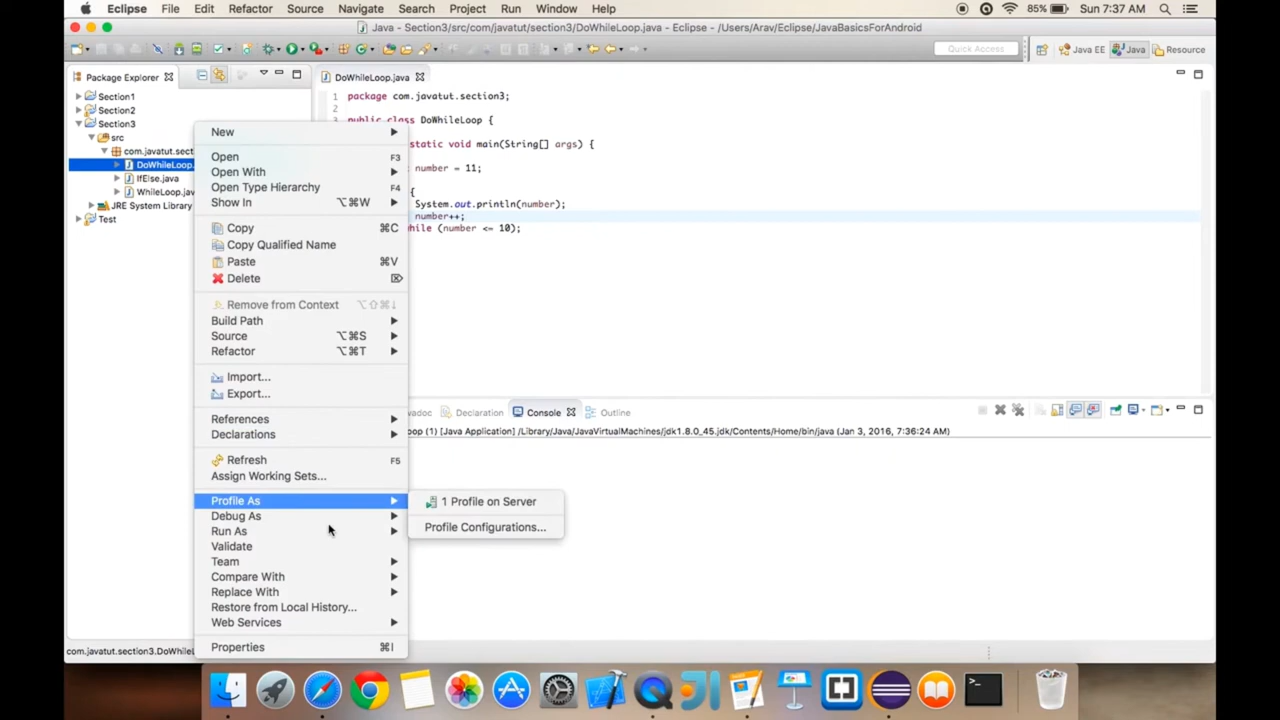 Eclipse File Edit Refactor Source Navigate Search Project Run Window Help 85% Sun 7:37 AM
Java - Section3/src/com/javatut/section3/DoWhileLoop.java - Eclipse - /Users/Arav/Eclipse/JavaBasicsForAndroid
Quick Access Java EE Java Resource
Package Explorer
DoWhileLoop.java
Section1
Section2
Section3
src
com.javatut.sect
DoWhileLoop.
IfElse.java
WhileLoop.jav
JRE System Library
Test
1 package com.javatut.section3;
2
3 public class DoWhileLoop {
static void main(String[] args) {
number = 11;
{
System.out.println(number);
number++;
hile (number <= 10);
New
Open F3
Open With
Open Type Hierarchy F4
Show In ⌥⌘W
Copy ⌘C
Copy Qualified Name
Paste ⌘V
Delete ⌦
Remove from Context ⌥⇧⌘↓
Build Path
Source ⌥⌘S
Refactor ⌥⌘T
Import...
Export...
References
Declarations
Refresh F5
Assign Working Sets...
Profile As
Debug As
Run As
Validate
Team
Compare With
Replace With
Restore from Local History...
Web Services
Properties ⌘I
1 Profile on Server
Profile Configurations...
vadoc Declaration Console Outline
oop (1) [Java Application] /Library/Java/JavaVirtualMachines/jdk1.8.0_45.jdk/Contents/Home/bin/java (Jan 3, 2016, 7:36:24 AM)
com.javatut.section3.DoWhileL